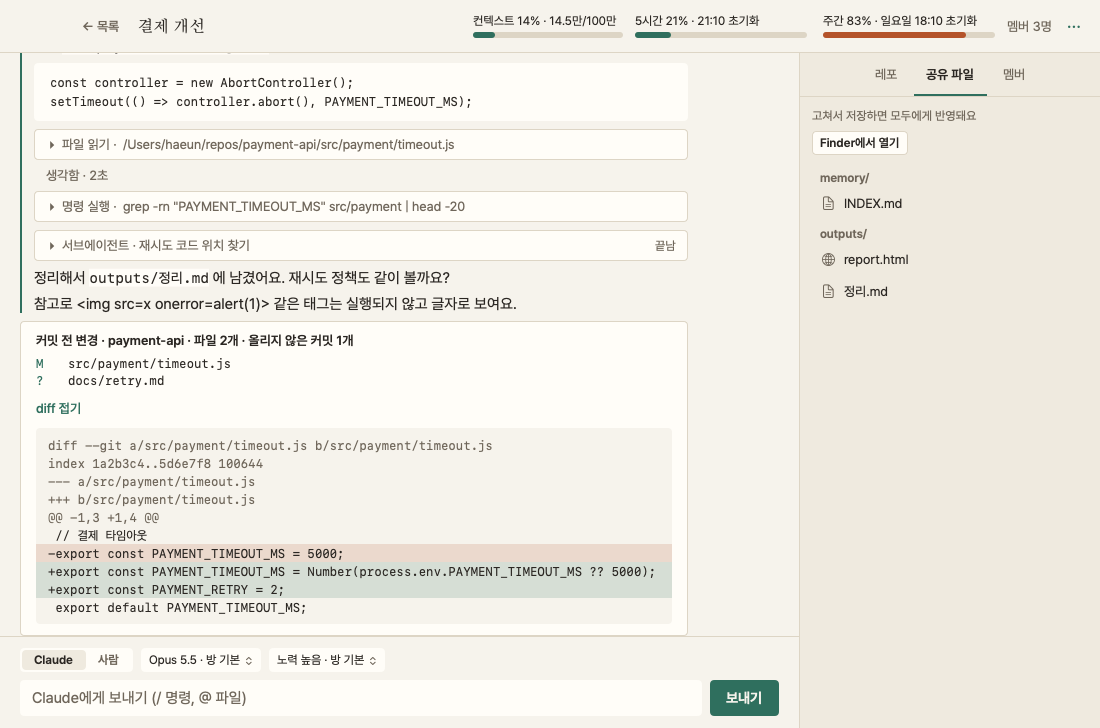 ← 목록 결제 개선
컨텍스트 14% · 14.5만/100만
5시간 21% · 21:10 초기화
주간 83% · 일요일 18:10 초기화
멤버 3명 ···
const controller = new AbortController();
setTimeout(() => controller.abort(), PAYMENT_TIMEOUT_MS);
파일 읽기 · /Users/haeun/repos/payment-api/src/payment/timeout.js
생각함 · 2초
명령 실행 · grep -rn "PAYMENT_TIMEOUT_MS" src/payment | head -20
서브에이전트 · 재시도 코드 위치 찾기 끝남
정리해서 outputs/정리.md 에 남겼어요. 재시도 정책도 같이 볼까요?
참고로 <img src=x onerror=alert(1)> 같은 태그는 실행되지 않고 글자로 보여요.
커밋 전 변경 · payment-api · 파일 2개 · 올리지 않은 커밋 1개
M src/payment/timeout.js
? docs/retry.md
diff 접기
diff --git a/src/payment/timeout.js b/src/payment/timeout.js
index 1a2b3c4..5d6e7f8 100644
--- a/src/payment/timeout.js
+++ b/src/payment/timeout.js
@@ -1,3 +1,4 @@
// 결제 타임아웃
-export const PAYMENT_TIMEOUT_MS = 5000;
+export const PAYMENT_TIMEOUT_MS = Number(process.env.PAYMENT_TIMEOUT_MS ?? 5000);
+export const PAYMENT_RETRY = 2;
export default PAYMENT_TIMEOUT_MS;
Claude 사람 Opus 5.5 · 방 기본 노력 높음 · 방 기본
Claude에게 보내기 (/ 명령, @ 파일) 보내기
레포 공유 파일 멤버
고쳐서 저장하면 모두에게 반영돼요
Finder에서 열기
memory/
INDEX.md
outputs/
report.html
정리.md